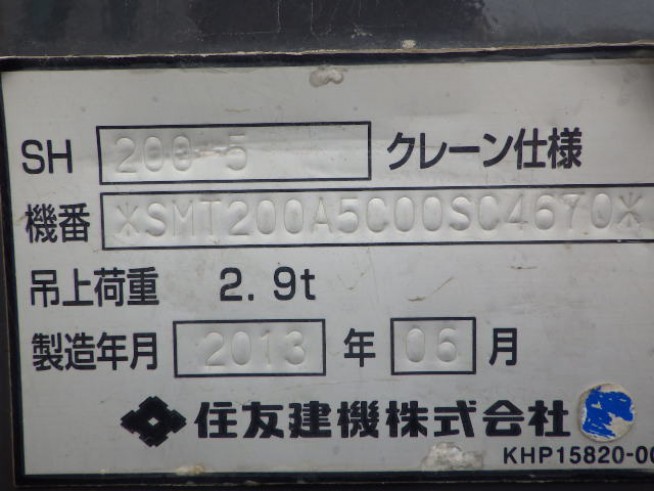 SH 200-5 クレーン仕様
機番 *SMT200A5C00SC4670*
吊上荷重 2.9t
製造年月 2013 年 06 月
住友建機株式会社
KHP15820-00